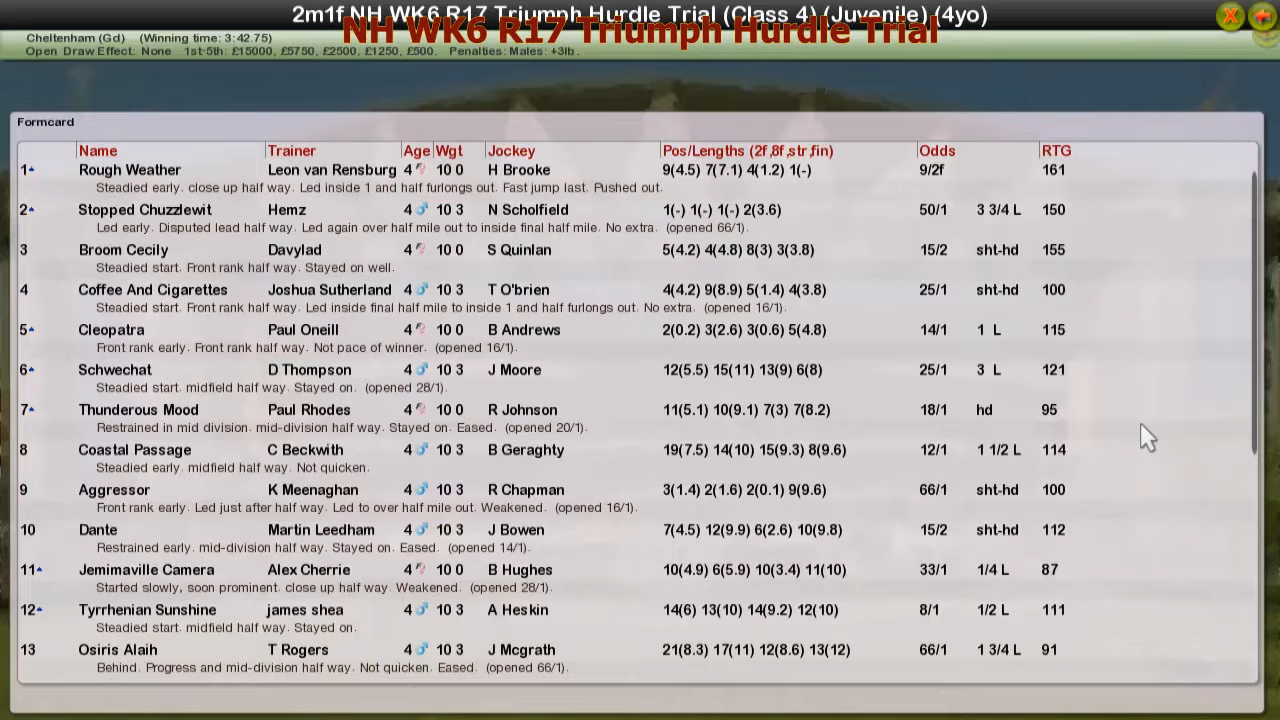 2m1f NH WK6 R17 Triumph Hurdle Trial (Class 4) (Juvenile) (4yo)
NH WK6 R17 Triumph Hurdle Trial
Cheltenham (Gd) (Winning time: 3:42.75)
Open Draw Effect: None 1st-5th: £15000, £5750, £2500, £1250, £500. Penalties: Males: +3lb.
Formcard
Name Trainer Age Wgt Jockey Pos/Lengths (2f,8f,str,fin) Odds RTG
1 Rough Weather Leon van Rensburg 4 10 0 H Brooke 9(4.5) 7(7.1) 4(1.2) 1(-) 9/2f 161
Steadied early. close up half way. Led inside 1 and half furlongs out. Fast jump last. Pushed out.
2 Stopped Chuzzlewit Hemz 4 10 3 N Scholfield 1(-) 1(-) 1(-) 2(3.6) 50/1 3 3/4 L 150
Led early. Disputed lead half way. Led again over half mile out to inside final half mile. No extra. (opened 66/1).
3 Broom Cecily Davylad 4 10 0 S Quinlan 5(4.2) 4(4.8) 8(3) 3(3.8) 15/2 sht-hd 155
Steadied start. Front rank half way. Stayed on well.
4 Coffee And Cigarettes Joshua Sutherland 4 10 3 T O'brien 4(4.2) 9(8.9) 5(1.4) 4(3.8) 25/1 sht-hd 100
Steadied start. Front rank half way. Led inside final half mile to inside 1 and half furlongs out. No extra. (opened 16/1).
5 Cleopatra Paul Oneill 4 10 0 B Andrews 2(0.2) 3(2.6) 3(0.6) 5(4.8) 14/1 1 L 115
Front rank early. Front rank half way. Not pace of winner. (opened 16/1).
6 Schwechat D Thompson 4 10 3 J Moore 12(5.5) 15(11) 13(9) 6(8) 25/1 3 L 121
Steadied start. midfield half way. Stayed on. (opened 28/1).
7 Thunderous Mood Paul Rhodes 4 10 0 R Johnson 11(5.1) 10(9.1) 7(3) 7(8.2) 18/1 hd 95
Restrained in mid division. mid-division half way. Stayed on. Eased. (opened 20/1).
8 Coastal Passage C Beckwith 4 10 3 B Geraghty 19(7.5) 14(10) 15(9.3) 8(9.6) 12/1 1 1/2 L 114
Steadied early. midfield half way. Not quicken.
9 Aggressor K Meenaghan 4 10 3 R Chapman 3(1.4) 2(1.6) 2(0.1) 9(9.6) 66/1 sht-hd 100
Front rank early. Led just after half way. Led to over half mile out. Weakened. (opened 16/1).
10 Dante Martin Leedham 4 10 3 J Bowen 7(4.5) 12(9.9) 6(2.6) 10(9.8) 15/2 sht-hd 112
Restrained early. mid-division half way. Stayed on. Eased. (opened 14/1).
11 Jemimaville Camera Alex Cherrie 4 10 0 B Hughes 10(4.9) 6(5.9) 10(3.4) 11(10) 33/1 1/4 L 87
Started slowly, soon prominent. close up half way. Weakened. (opened 28/1).
12 Tyrrhenian Sunshine james shea 4 10 3 A Heskin 14(6) 13(10) 14(9.2) 12(10) 8/1 1/2 L 111
Steadied start. midfield half way. Stayed on.
13 Osiris Alaih T Rogers 4 10 3 J Mcgrath 21(8.3) 17(11) 12(8.6) 13(12) 66/1 1 3/4 L 91
Behind. Progress and mid-division half way. Not quicken. Eased. (opened 66/1).